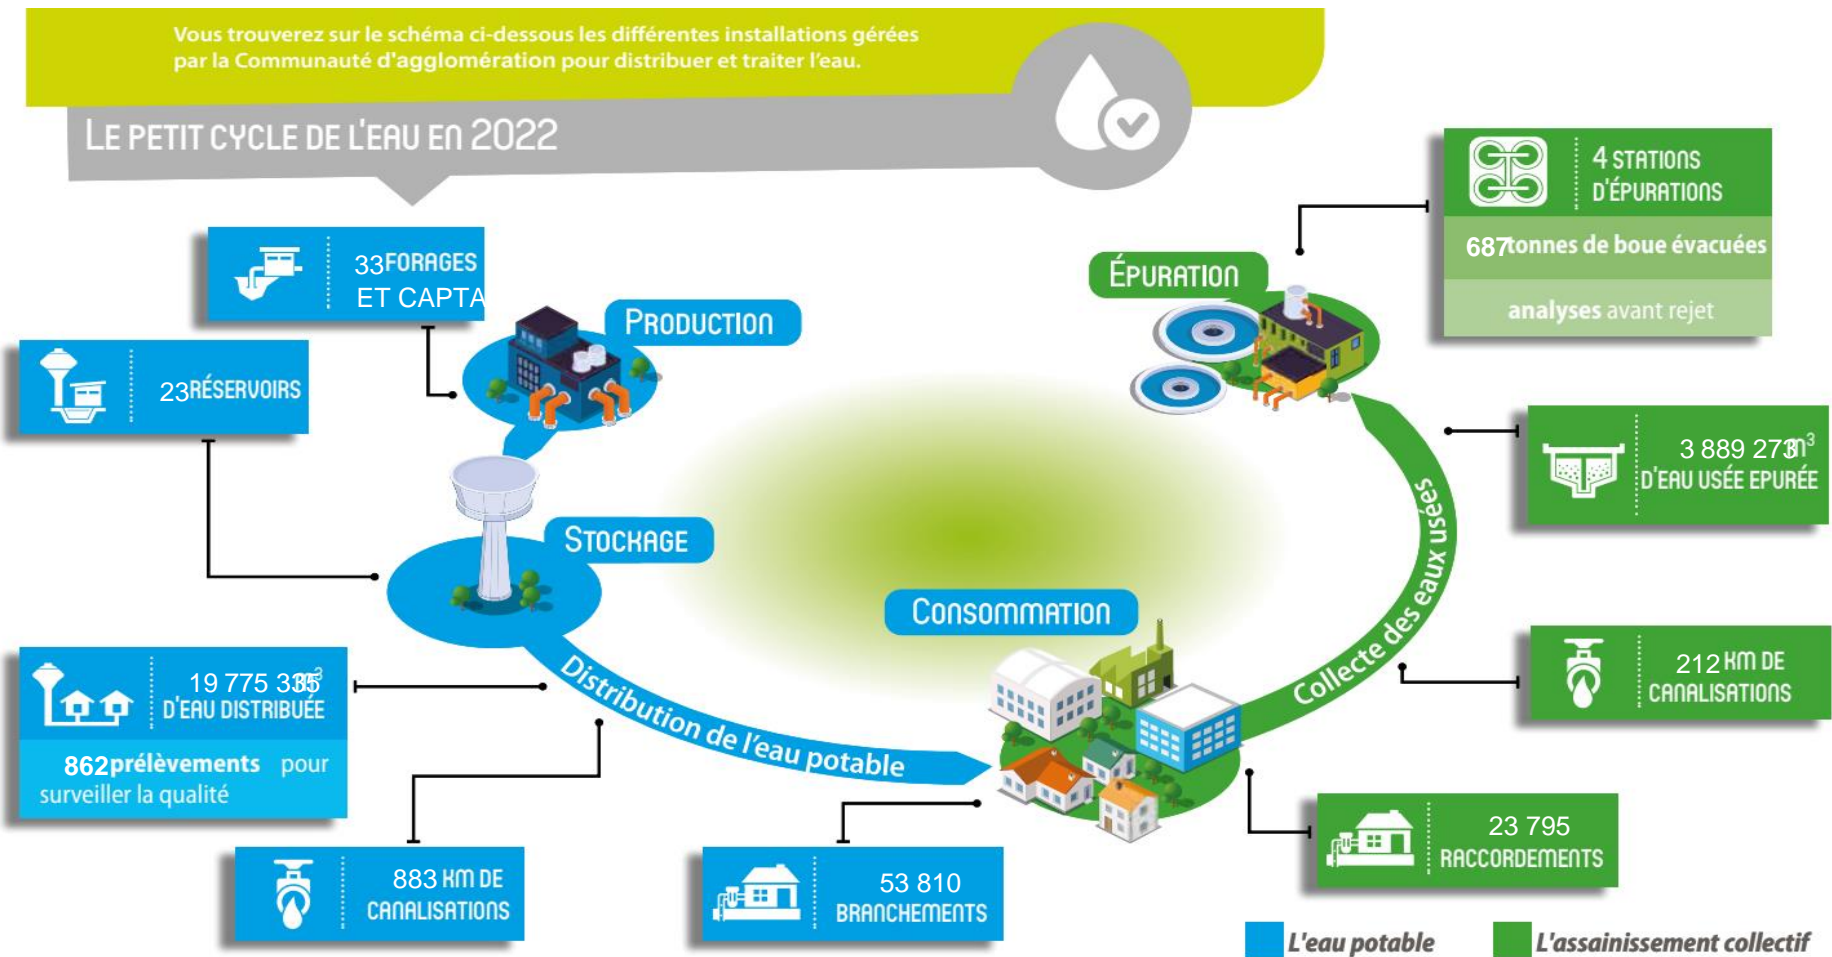 Vous trouverez sur le schéma ci-dessous les différentes installations gérées
par la Communauté d'agglomération pour distribuer et traiter l'eau.
LE PETIT CYCLE DE L'EAU EN 2022
33 FORAGES
ET CAPTA
PRODUCTION
23 RÉSERVOIRS
STOCKAGE
19 775 335 m³
D'EAU DISTRIBUÉE
862 prélèvements pour
surveiller la qualité
Distribution de l'eau potable
883 KM DE
CANALISATIONS
53 810
BRANCHEMENTS
CONSOMMATION
23 795
RACCORDEMENTS
Collecte des eaux usées
212 KM DE
CANALISATIONS
3 889 273 m³
D'EAU USÉE EPURÉE
ÉPURATION
4 STATIONS
D'ÉPURATIONS
687 tonnes de boue évacuées
analyses avant rejet
L'eau potable
L'assainissement collectif